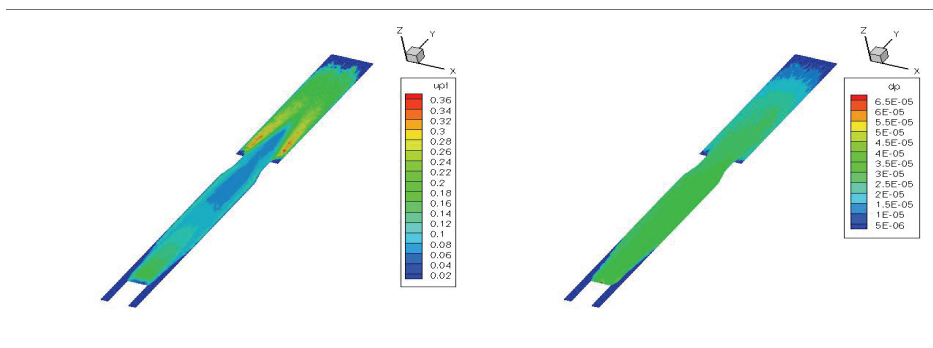 Z
Y
X
up1
0.36
0.34
0.32
0.3
0.28
0.26
0.24
0.22
0.2
0.18
0.16
0.14
0.12
0.1
0.08
0.06
0.04
0.02
Z
Y
X
dp
6.5E-05
6E-05
5.5E-05
5E-05
4.5E-05
4E-05
3.5E-05
3E-05
2.5E-05
2E-05
1.5E-05
1E-05
5E-06